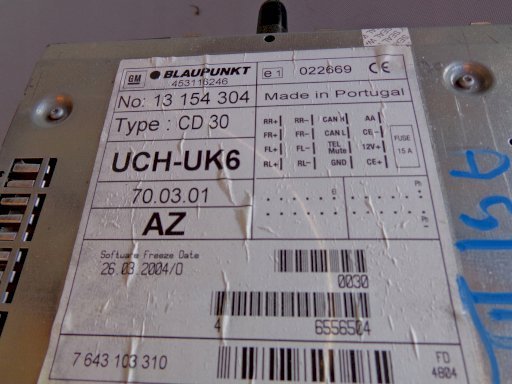 GM BLAUPUNKT
453116246
e1 022669 CE
No: 13 154 304
Made in Portugal
Type : CD 30
RR+ RR- CAN H AA
FR+ FR- CAN L CE-
FL+ FL- TEL Mute 12V+
RL+ RL- GND CE+
FUSE
15 A
UCH-UK6
70.03.01
6
AZ
Software Freeze Date
26.03.2004/0
0030
4 6556504
7 643 103 310
FD
4804